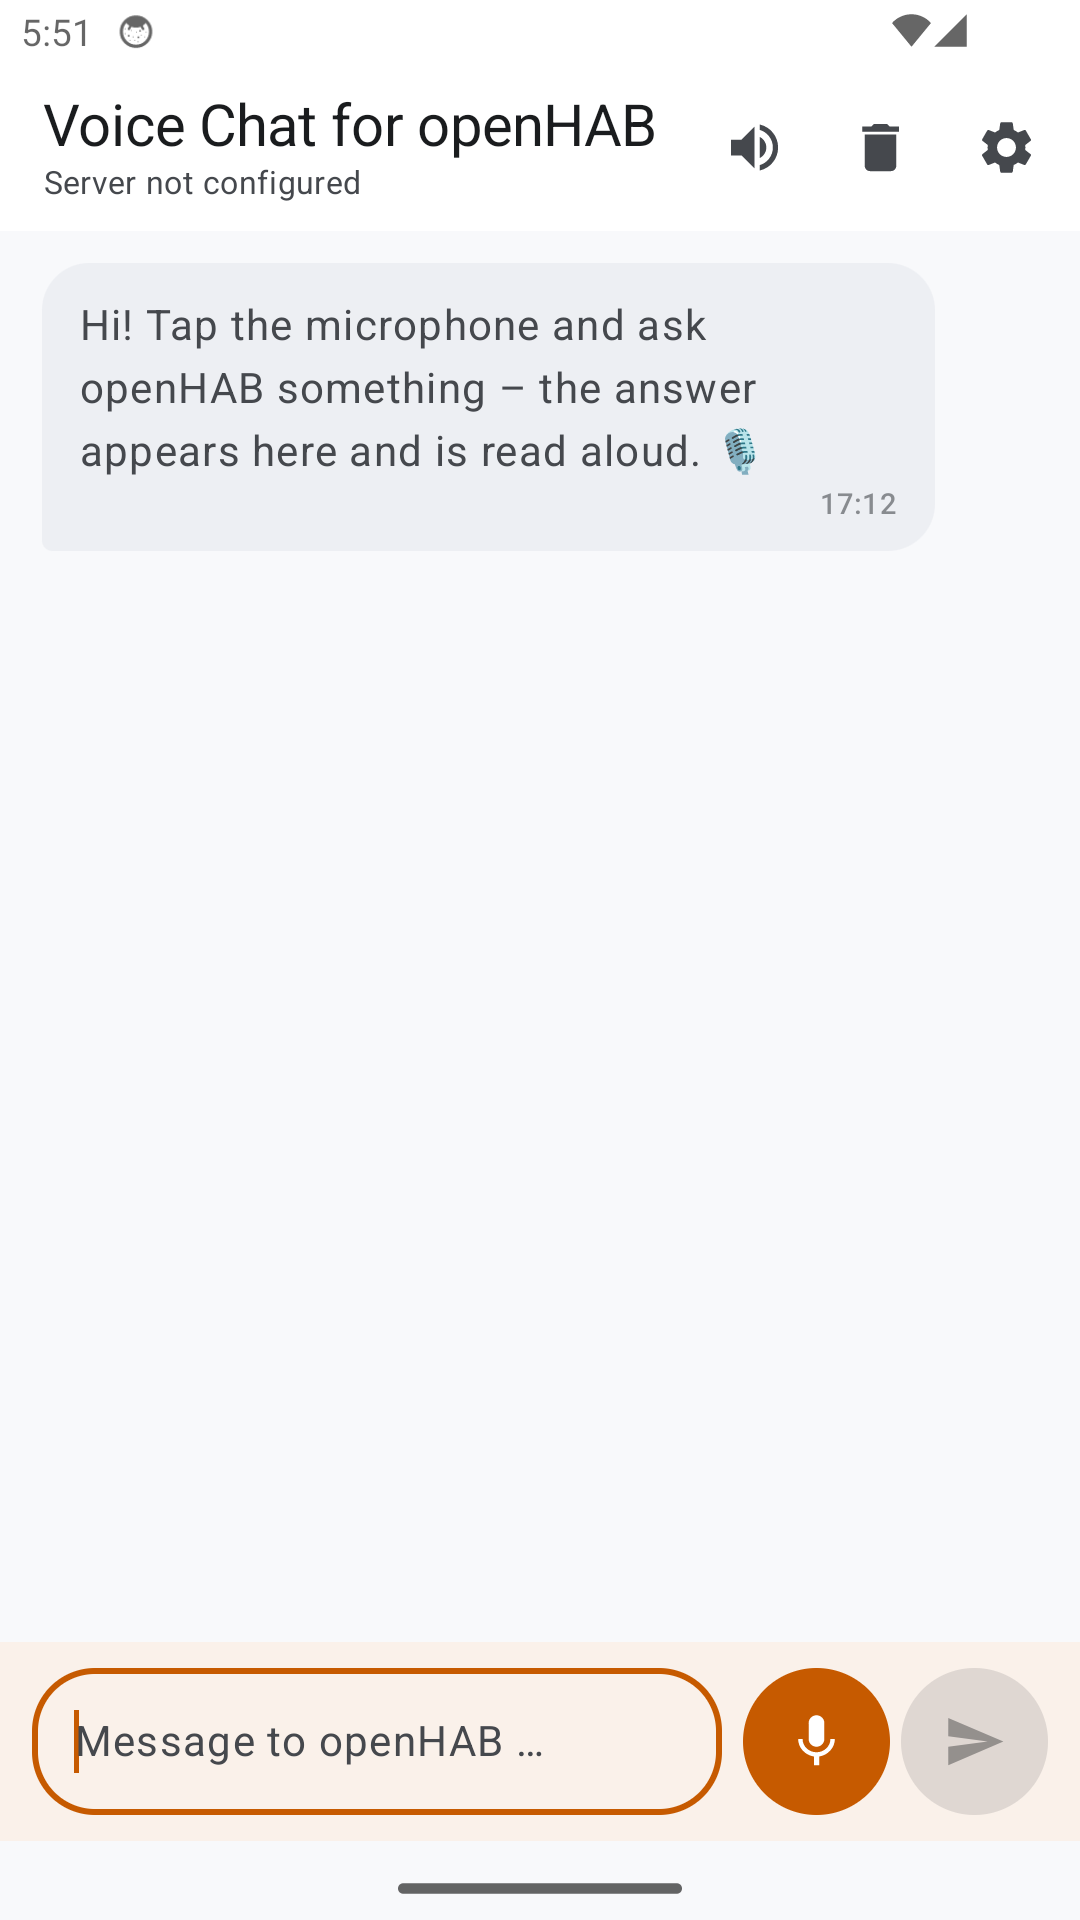 5:51
Voice Chat for openHAB
Server not configured
Hi! Tap the microphone and ask
openHAB something – the answer
appears here and is read aloud. 🎙️
17:12
Message to openHAB …